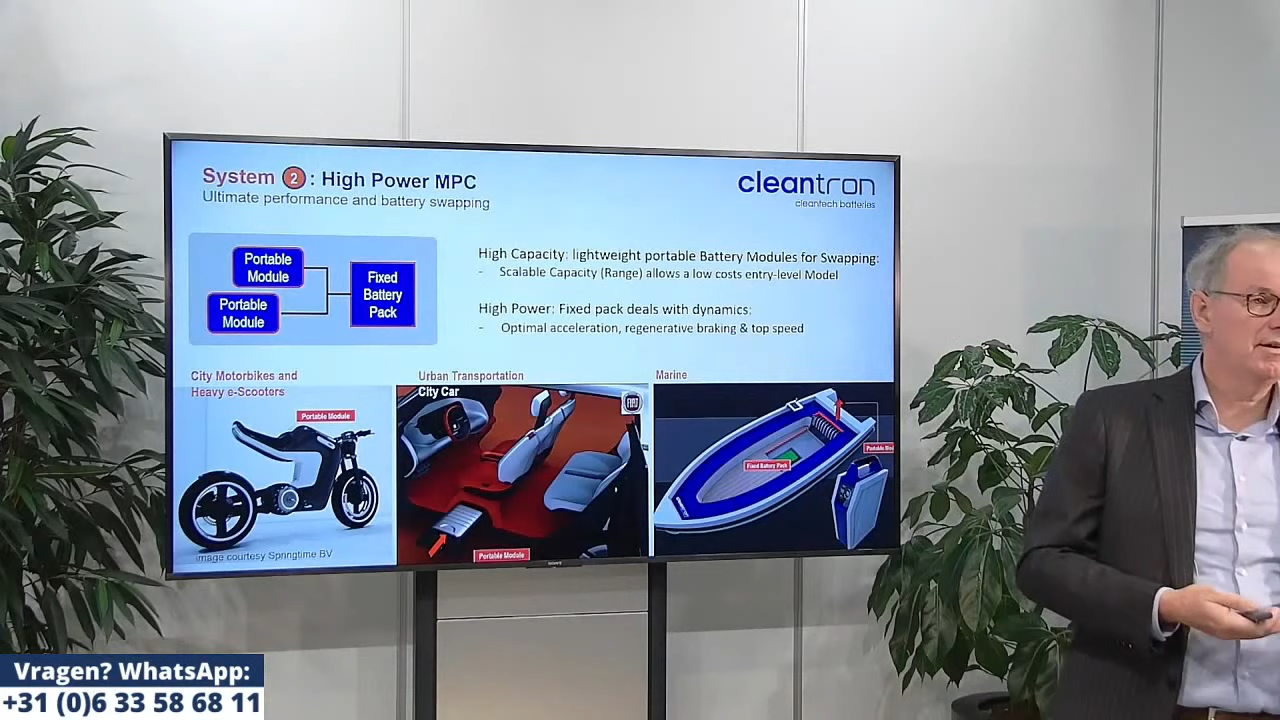 System 2: High Power MPC
Ultimate performance and battery swapping
cleantron
cleantech batteries
Portable
Module
Portable
Module
Fixed
Battery
Pack
High Capacity: lightweight portable Battery Modules for Swapping:
- Scalable Capacity (Range) allows a low costs entry-level Model
High Power: Fixed pack deals with dynamics:
- Optimal acceleration, regenerative braking & top speed
City Motorbikes and
Heavy e-Scooters
Portable Module
image courtesy Springtime BV
Urban Transportation
City Car
FIAT
Portable Module
Marine
Fixed Battery Pack
Portable
SONY
Vragen? WhatsApp:
+31 (0)6 33 58 68 11